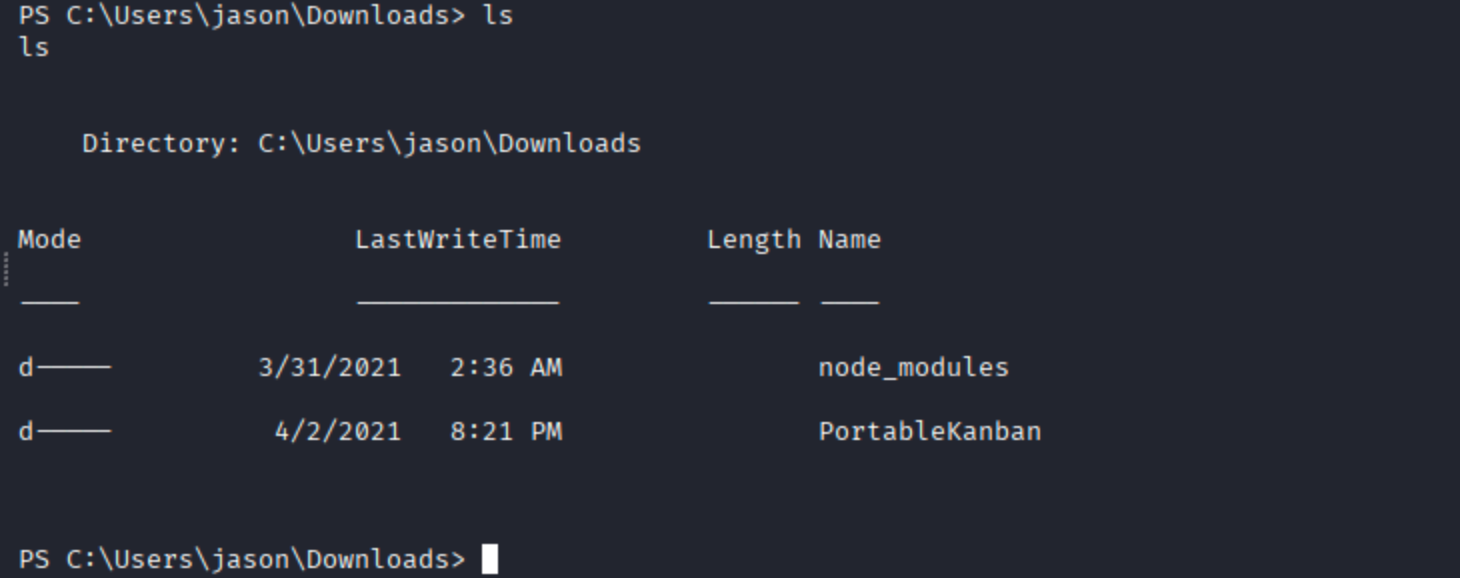 PS C:\Users\jason\Downloads> ls
ls
Directory: C:\Users\jason\Downloads
Mode LastWriteTime Length Name
---- ------------- ------ ----
d----- 3/31/2021 2:36 AM node_modules
d----- 4/2/2021 8:21 PM PortableKanban
PS C:\Users\jason\Downloads>